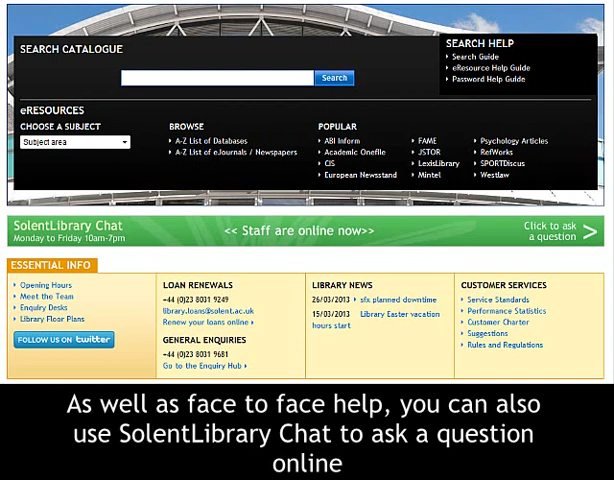 SEARCH CATALOGUE
Search
SEARCH HELP
Search Guide
eResource Help Guide
Password Help Guide
eRESOURCES
CHOOSE A SUBJECT
Subject area
BROWSE
A-Z List of Databases
A-Z List of eJournals / Newspapers
POPULAR
ABI Inform
Academic Onefile
CIS
European Newsstand
FAME
JSTOR
LexisLibrary
Mintel
Psychology Articles
RefWorks
SPORTDiscus
Westlaw
SolentLibrary Chat
Monday to Friday 10am-7pm
<< Staff are online now>>
Click to ask
a question >
ESSENTIAL INFO
Opening Hours
Meet the Team
Enquiry Desks
Library Floor Plans
FOLLOW US ON twitter
LOAN RENEWALS
+44 (0)23 8031 9249
library.loans@solent.ac.uk
Renew your loans online
GENERAL ENQUIRIES
+44 (0)23 8031 9681
Go to the Enquiry Hub
LIBRARY NEWS
26/03/2013 sfx planned downtime
15/03/2013 Library Easter vacation
hours start
CUSTOMER SERVICES
Service Standards
Performance Statistics
Customer Charter
Suggestions
Rules and Regulations
As well as face to face help, you can also
use SolentLibrary Chat to ask a question
online